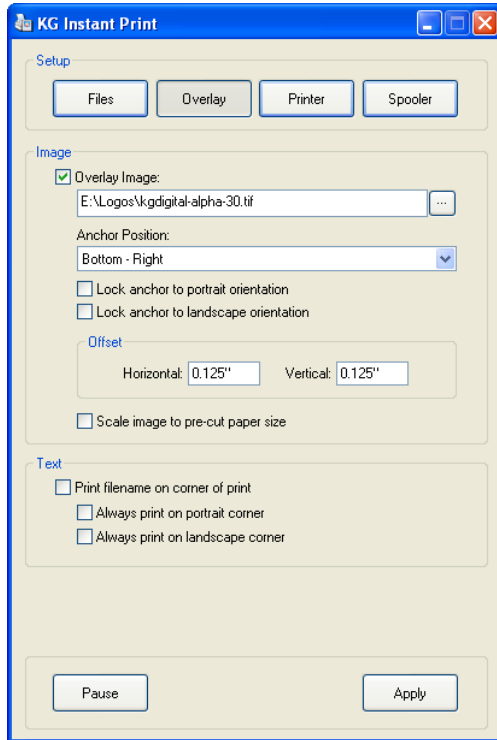 KG Instant Print
Setup
Files Overlay Printer Spooler
Image
Overlay Image:
E:\Logos\kgdigital-alpha-30.tif ...
Anchor Position:
Bottom - Right
Lock anchor to portrait orientation
Lock anchor to landscape orientation
Offset
Horizontal: 0.125" Vertical: 0.125"
Scale image to pre-cut paper size
Text
Print filename on corner of print
Always print on portrait corner
Always print on landscape corner
Pause Apply